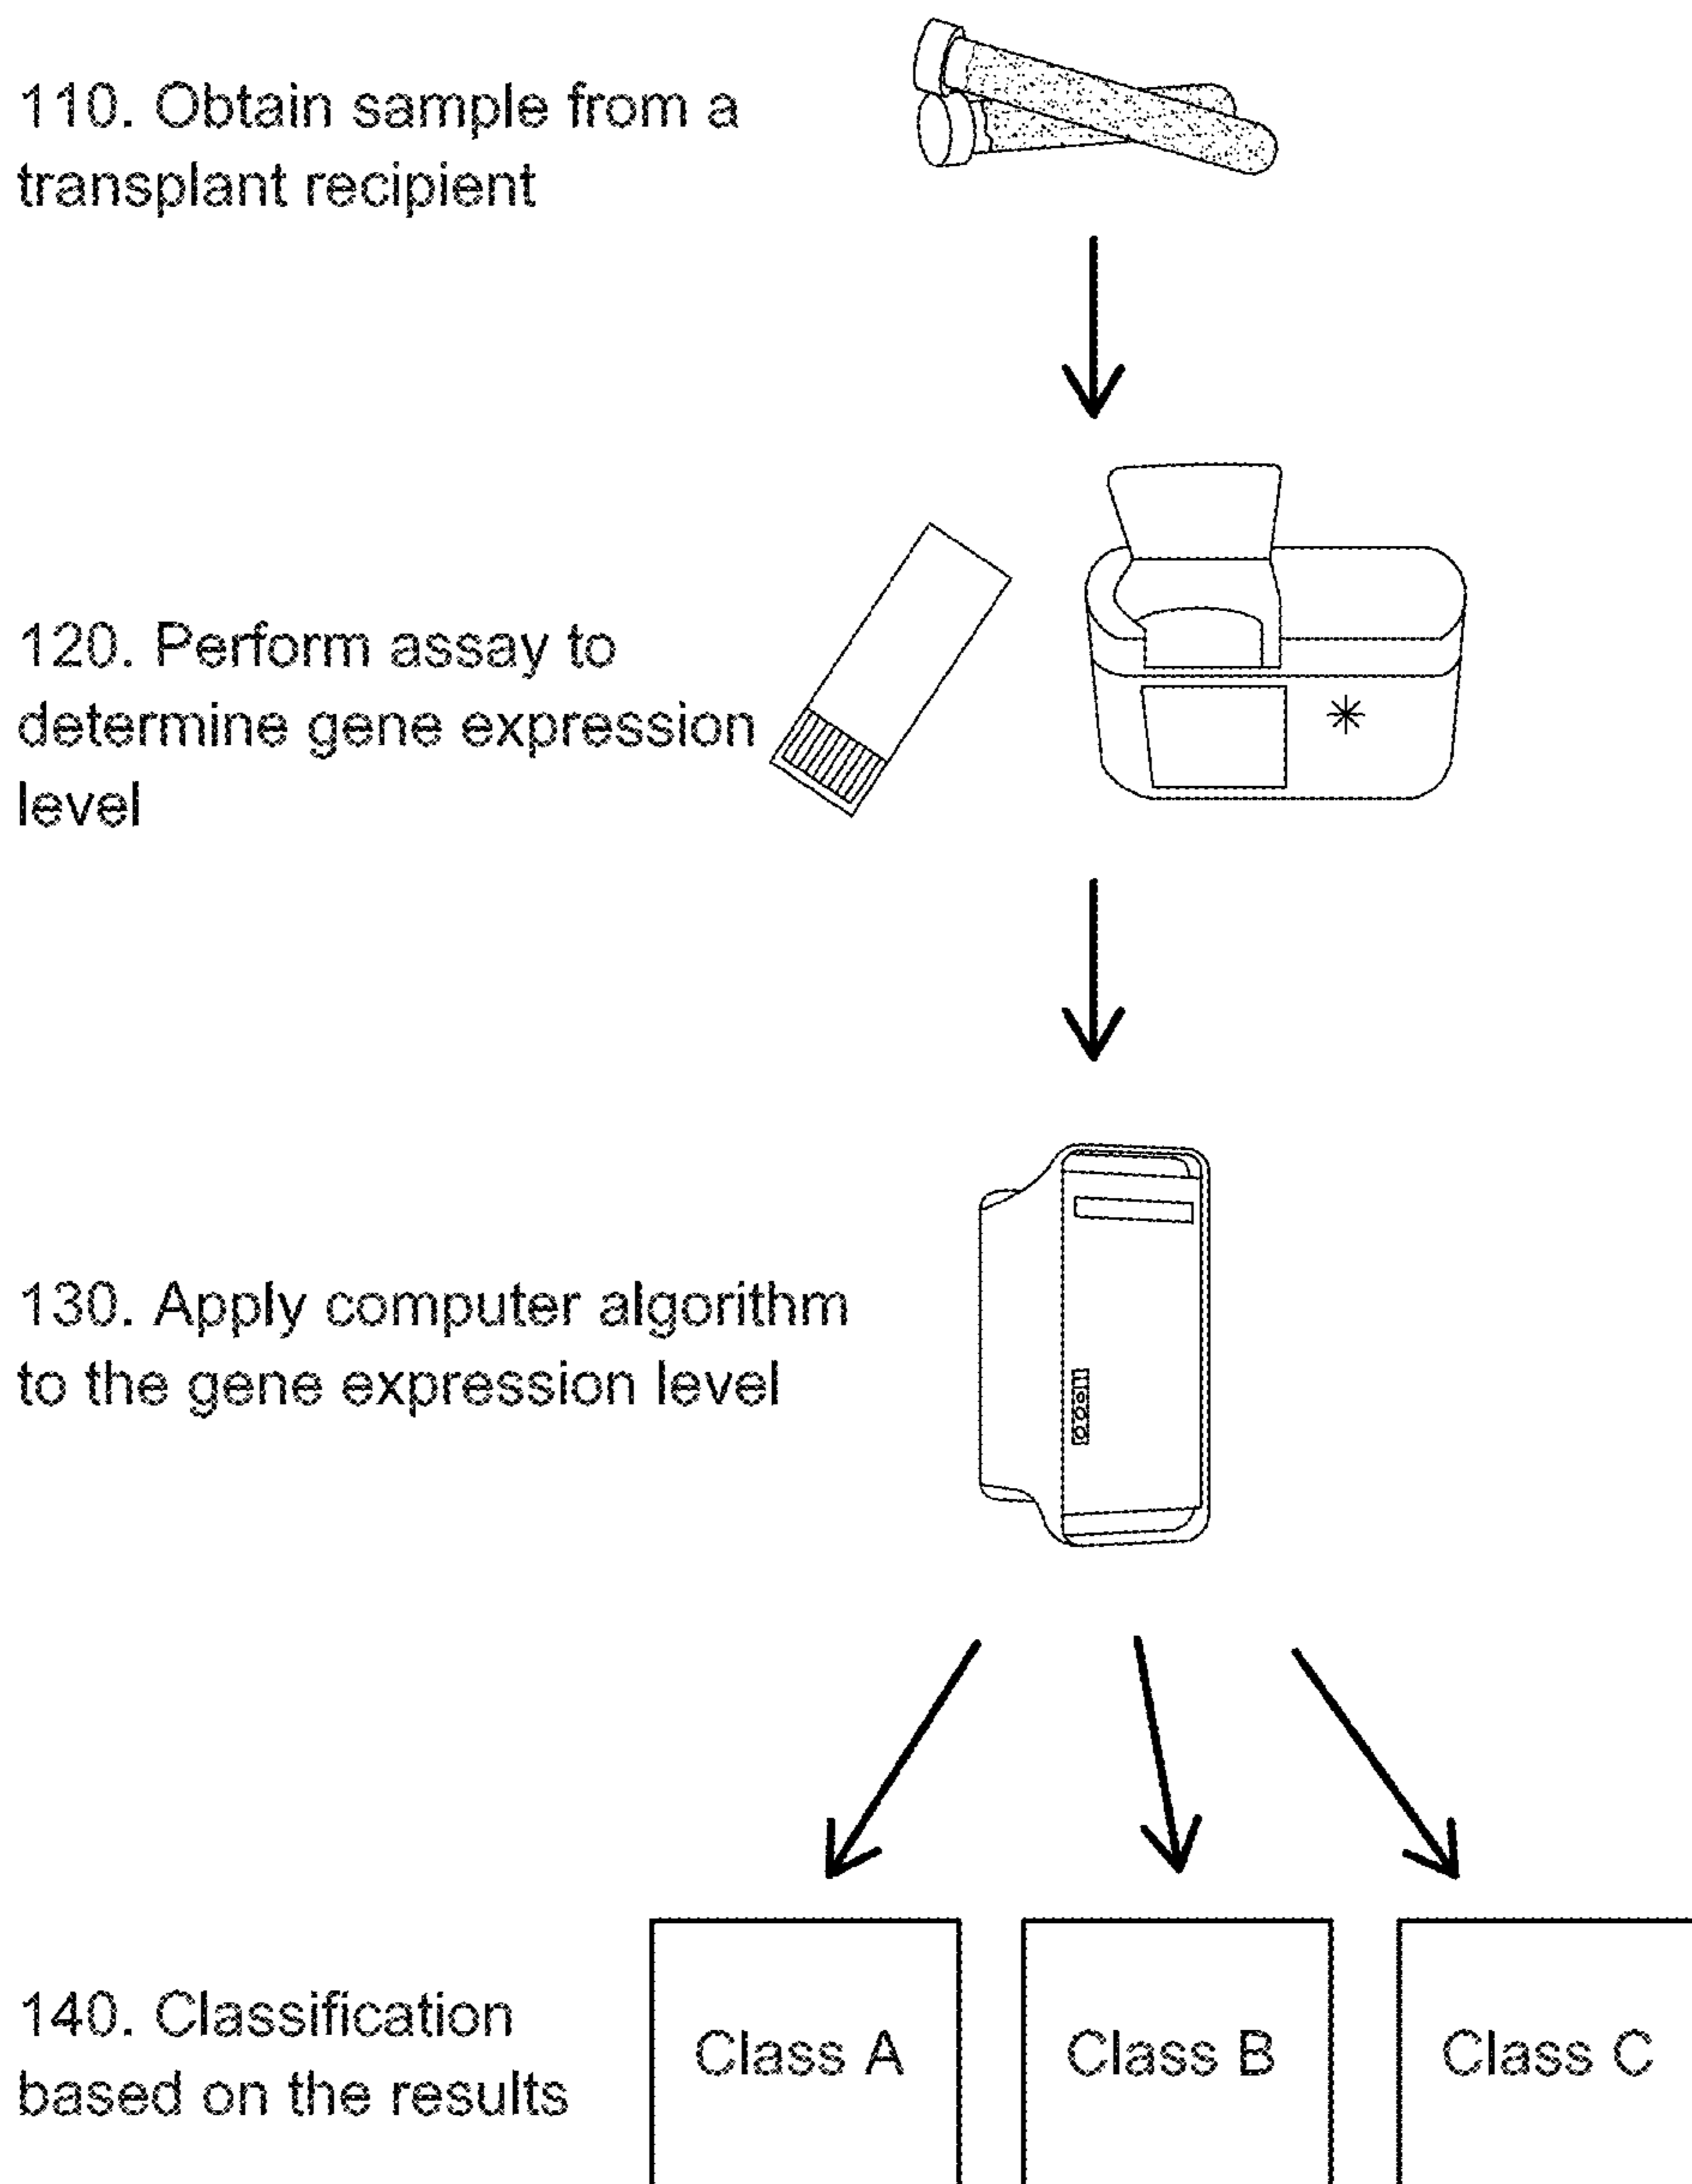 110. Obtain sample from a
transplant recipient
120. Perform assay to
determine gene expression
level
130. Apply computer algorithm
to the gene expression level
140. Classification
based on the results
Class A
Class B
Class C